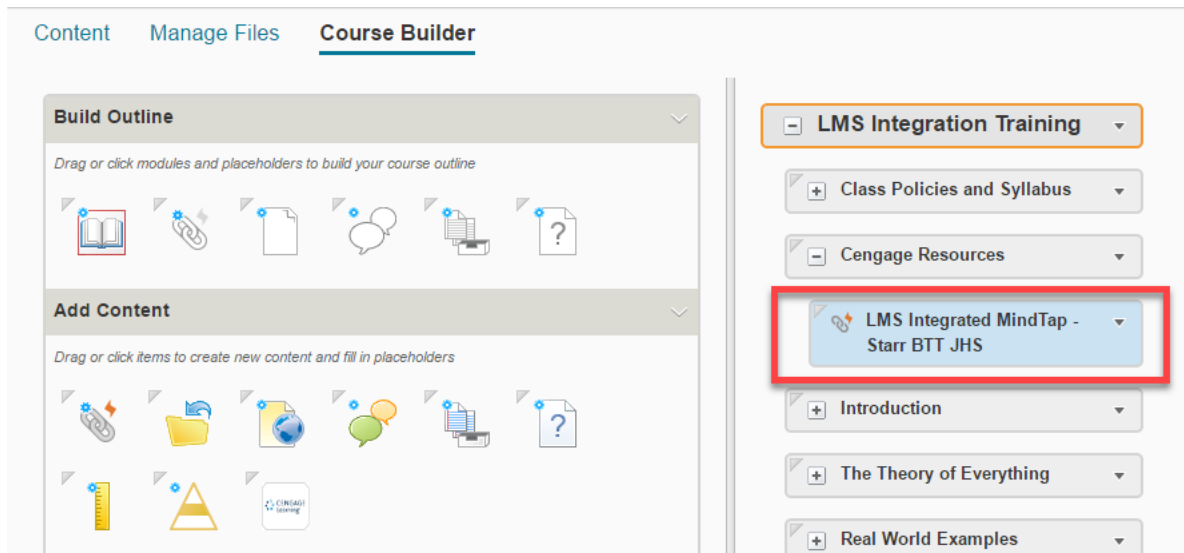 Content Manage Files Course Builder
Build Outline
Drag or click modules and placeholders to build your course outline
?
Add Content
Drag or click items to create new content and fill in placeholders
?
CENGAGE
Learning
LMS Integration Training
Class Policies and Syllabus
Cengage Resources
LMS Integrated MindTap -
Starr BTT JHS
Introduction
The Theory of Everything
Real World Examples